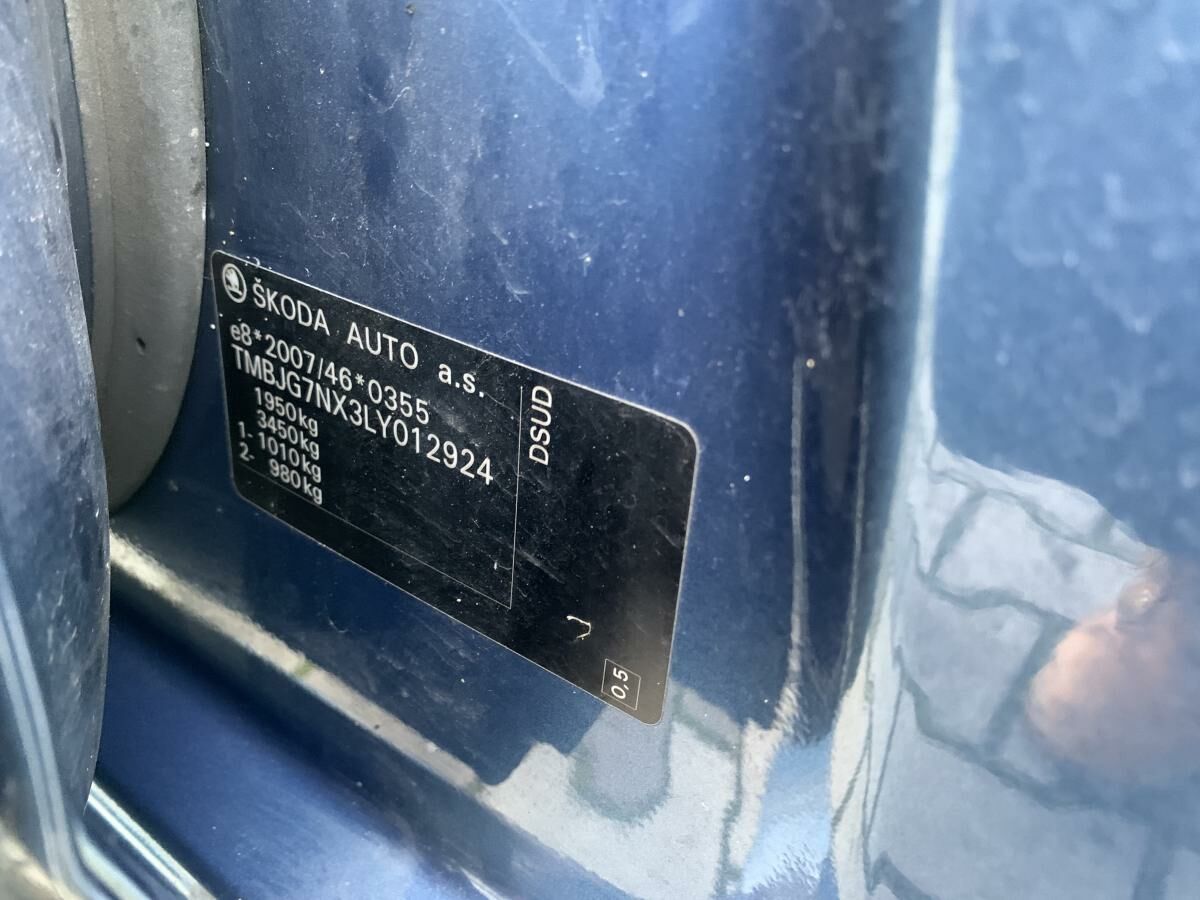 ŠKODA AUTO a.s.
e8*2007/46*0355
TMBJG7NX3LY012924
1950kg
3450kg
1- 1010kg
2- 980kg
DSUD
0,5